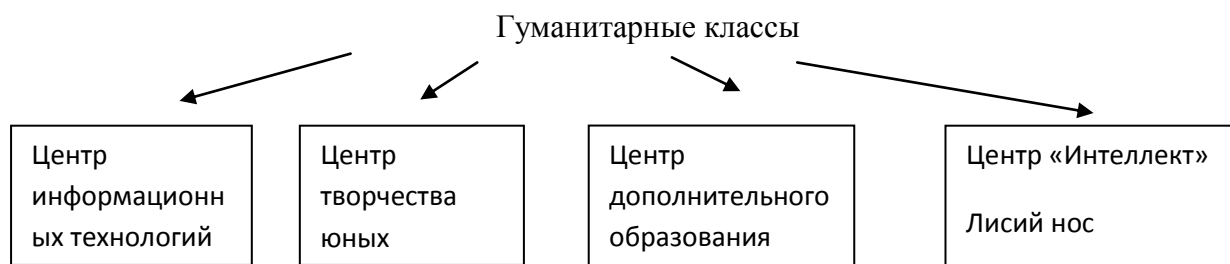 Гуманитарные классы
Центр
информационн
ых технологий
Центр
творчества
юных
Центр
дополнительного
образования
Центр «Интеллект»
Лисий нос